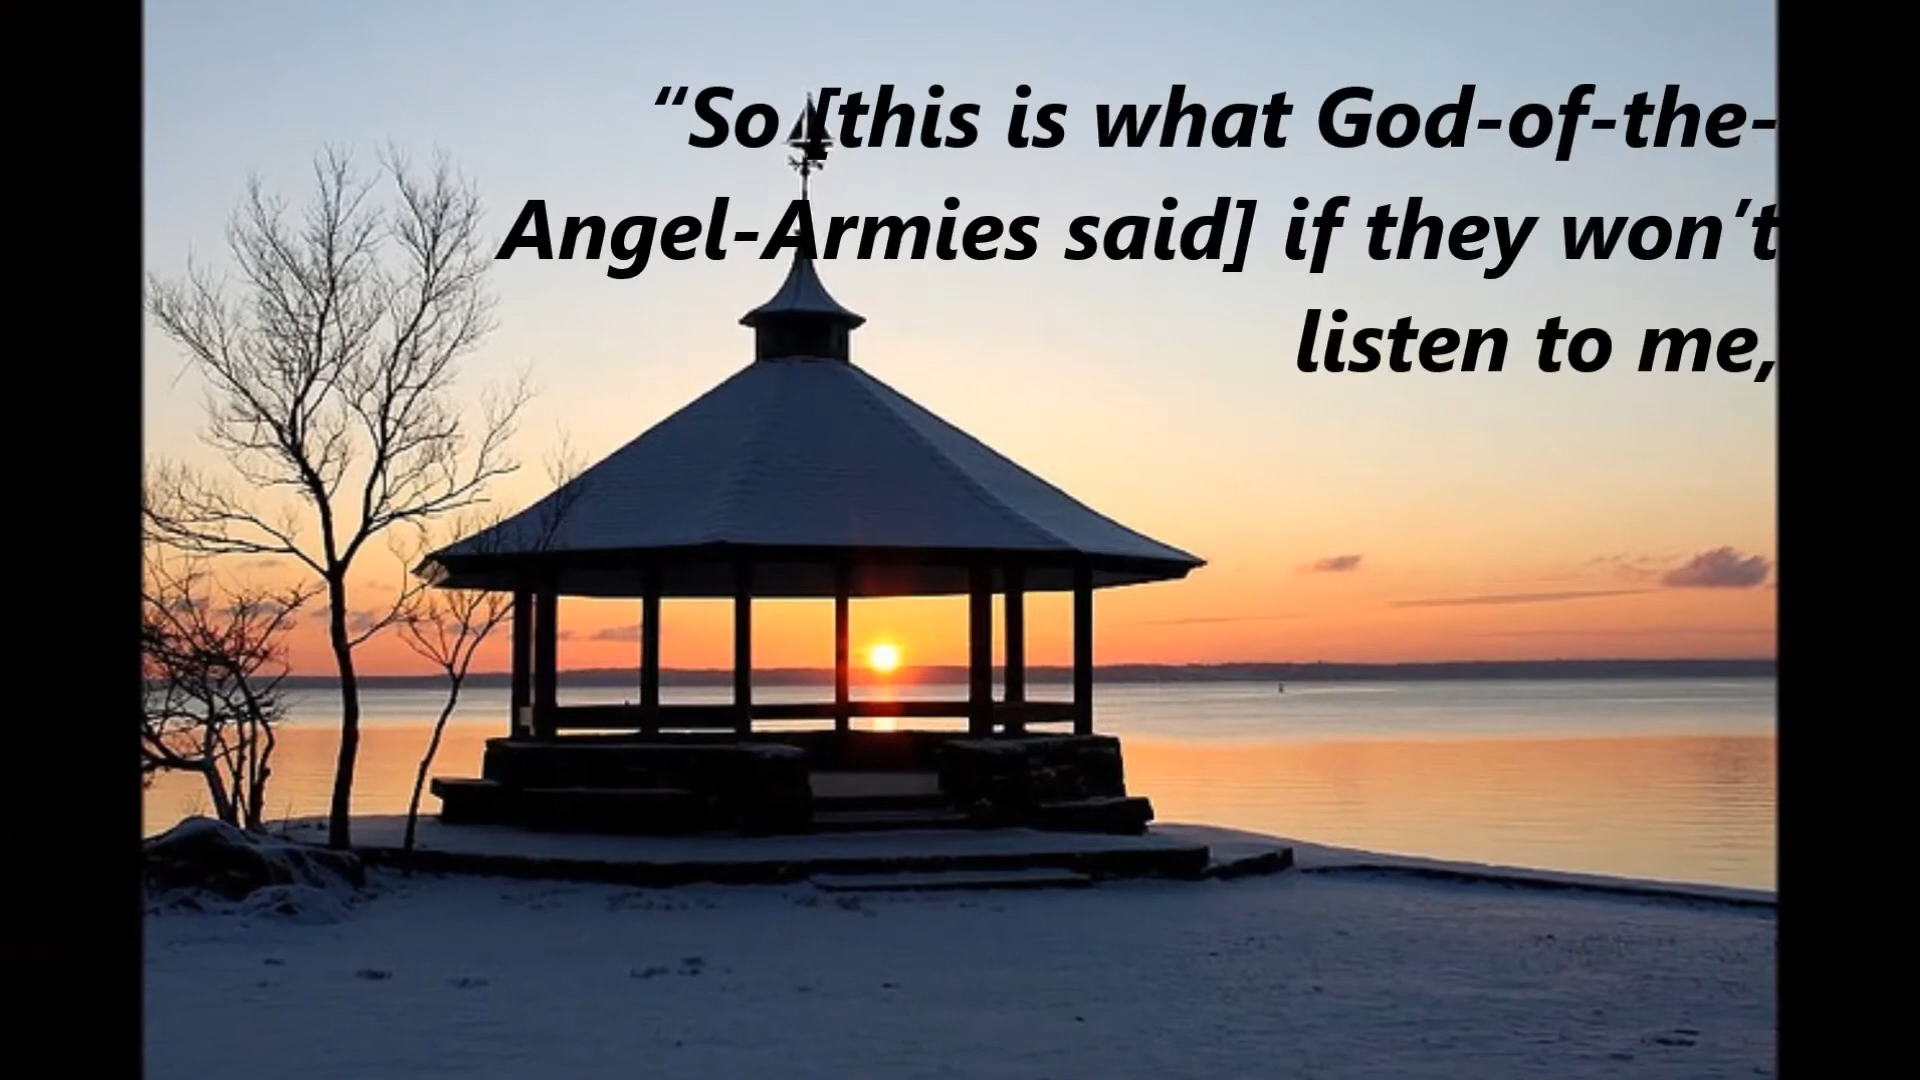 “So [this is what God-of-the-
Angel-Armies said] if they won’t
listen to me,